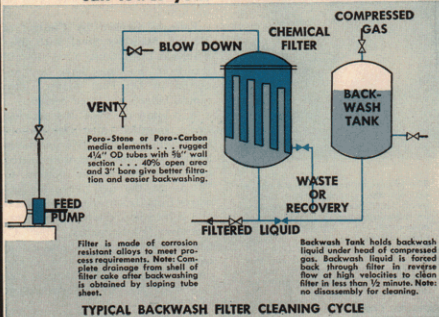 COMPRESSED
GAS
CHEMICAL
FILTER
BLOW DOWN
BACK-
WASH
TANK
VENT
Poro-Stone or Poro-Carbon
media elements . . . rugged
4¼" OD tubes with ⅝" wall
section . . . 40% open area
and 3" bore give better filtra-
tion and easier backwashing.
WASTE
OR
RECOVERY
FEED
PUMP
FILTERED LIQUID
Filter is made of corrosion
resistant alloys to meet pro-
cess requirements. Note: Com-
plete drainage from shell of
filter cake after backwashing
is obtained by sloping tube
sheet.
Backwash Tank holds backwash
liquid under head of compressed
gas. Backwash liquid is forced
back through filter in reverse
flow at high velocities to clean
filter in less than ½ minute. Note:
no disassembly for cleaning.
TYPICAL BACKWASH FILTER CLEANING CYCLE